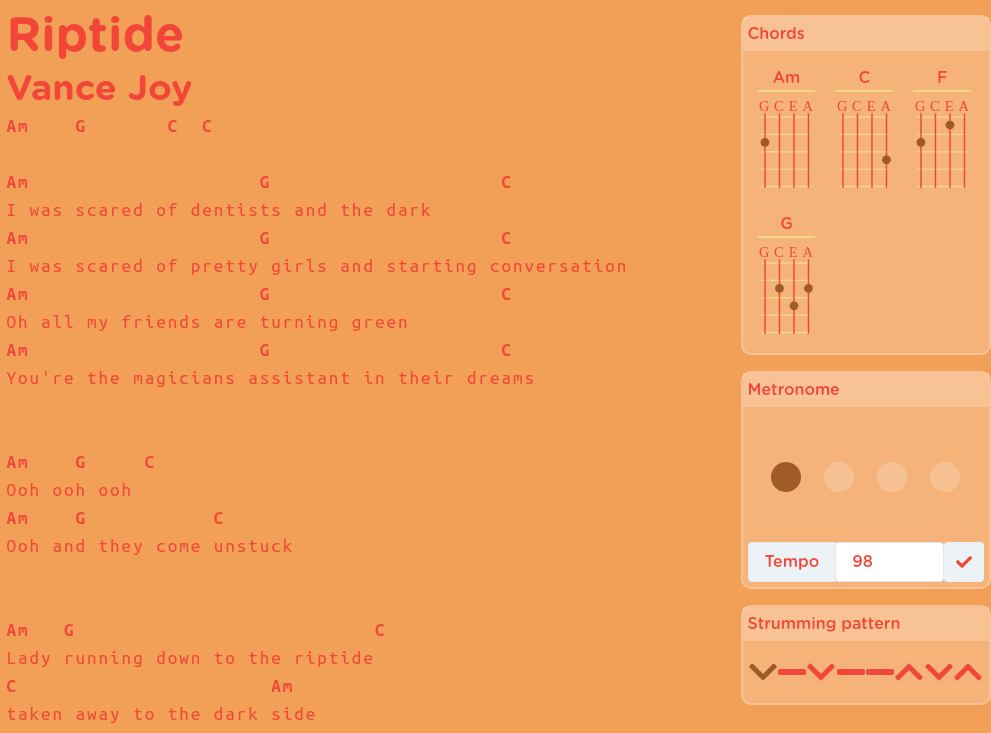 Riptide
Vance Joy
Am    G       C  C
Am                    G                    C
I was scared of dentists and the dark
Am                    G                    C
I was scared of pretty girls and starting conversation
Am                    G                    C
Oh all my friends are turning green
Am                    G                    C
You're the magicians assistant in their dreams
Am    G     C
Ooh ooh ooh
Am    G           C
Ooh and they come unstuck
Am   G                          C
Lady running down to the riptide
C                      Am
taken away to the dark side
Chords
Am C F
G C E A G C E A G C E A
G
G C E A
Metronome
Tempo 98
Strumming pattern